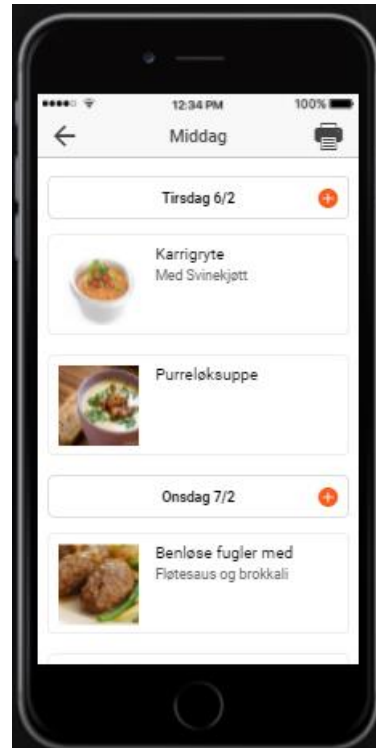 12:34 PM
100%
Middag
Tirsdag 6/2
Karrigryte
Med Svinekjøtt
Purreløksuppe
Onsdag 7/2
Benløse fugler med
Fløtesaus og brokkali